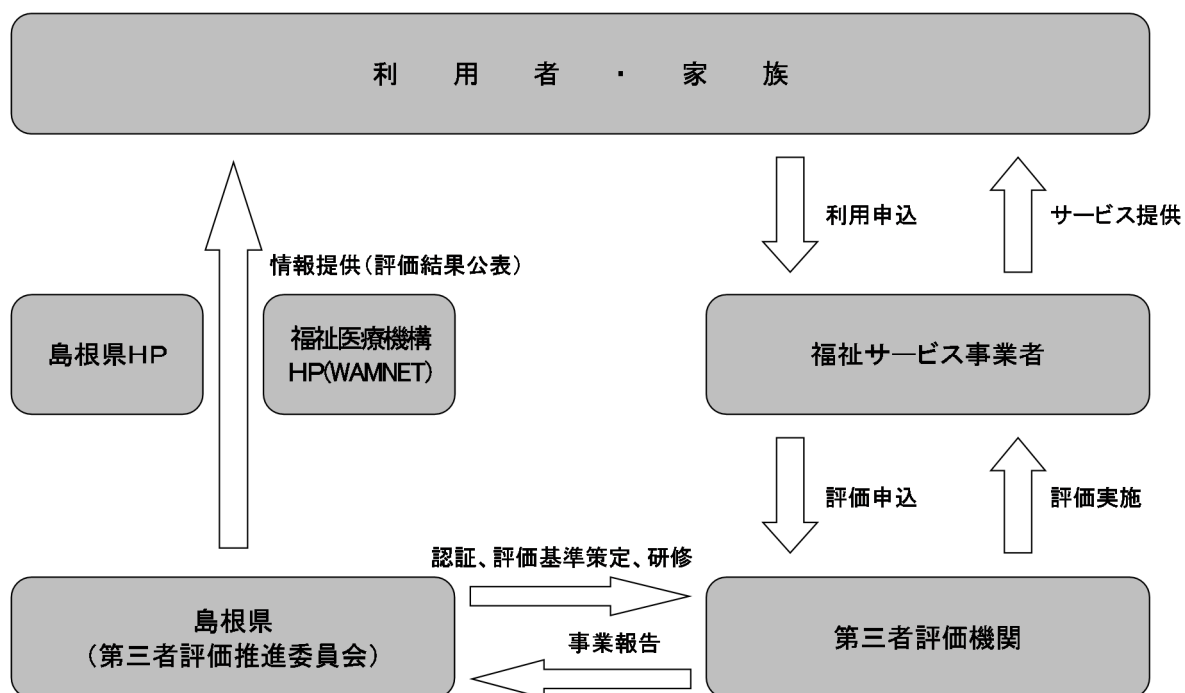 利用者・家族
利用申込
サービス提供
情報提供(評価結果公表)
島根県HP
福祉医療機構
HP(WAMNET)
福祉サービス事業者
評価申込
評価実施
認証、評価基準策定、研修
島根県
(第三者評価推進委員会)
事業報告
第三者評価機関